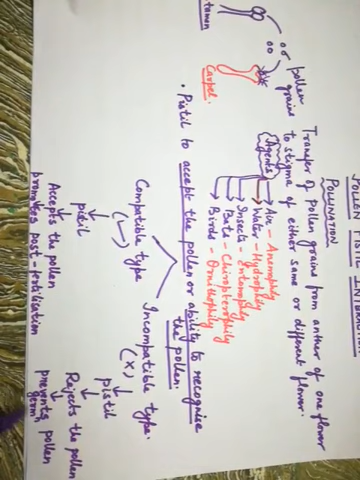 POLLEN PISTIL INTERACTION
POLLINATION
Transfer of pollen grains from anther of one flower
to stigma of either same or different flower.
Agents
Air - Anemophily
Water - Hydrophily
Insects - Entomophily
Bats - Chiropterophily
Birds - Ornithophily
pollen
grains
Stamen
Carpel.
• Pistil to accept the pollen or ability to recognise
the pollen.
Compatible type
(✓)
pistil
Accepts the pollen
promotes post-fertilisation
Incompatible type.
(x)
pistil
Rejects the pollen
prevents pollen
germ